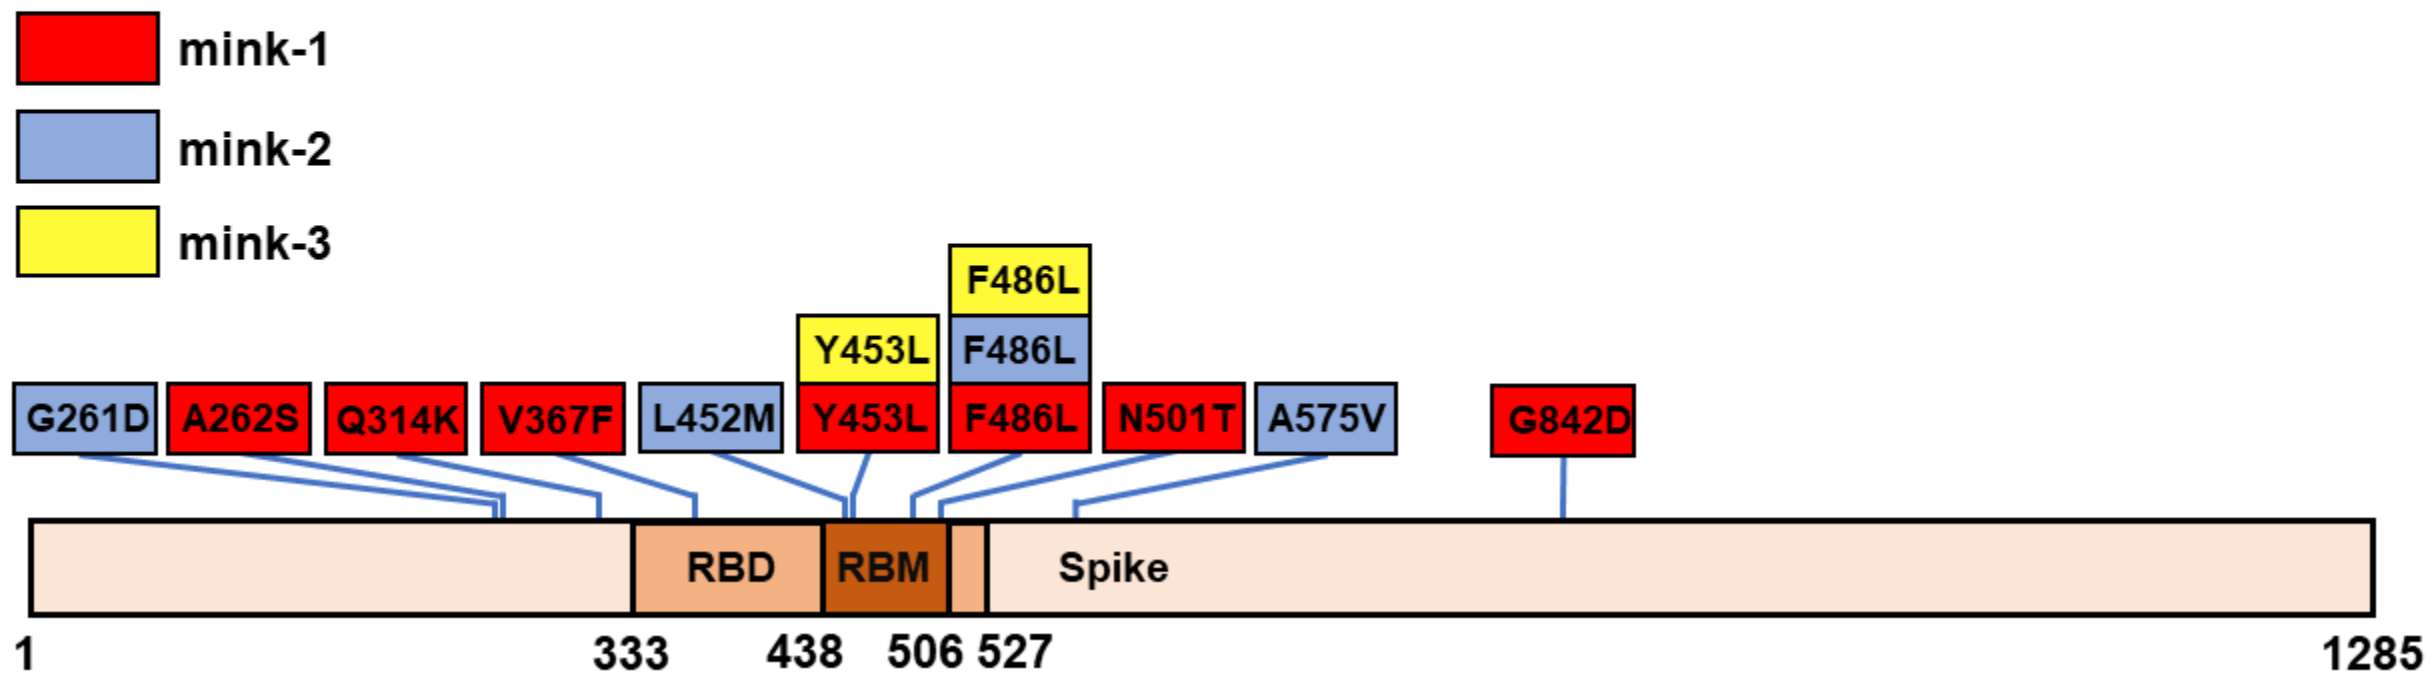 mink-1
mink-2
mink-3
F486L
Y453L F486L
G261D A262S Q314K V367F L452M Y453L F486L N501T A575V G842D
RBD RBM Spike
1 333 438 506 527 1285